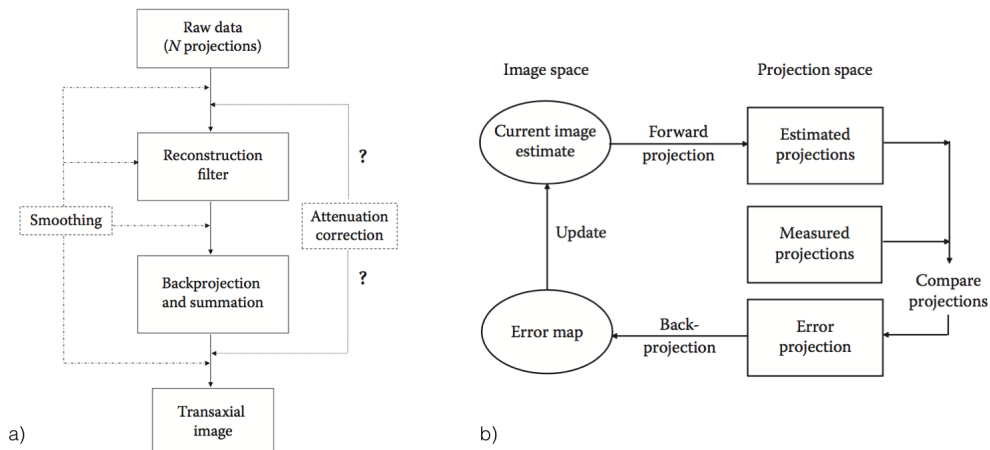 Raw data
(N projections)
?
Reconstruction
filter
Smoothing
Attenuation
correction
?
Backprojection
and summation
Transaxial
image
a)
Image space
Projection space
Current image
estimate
Forward
projection
Estimated
projections
Update
Measured
projections
Compare
projections
Error map
Back-
projection
Error
projection
b)